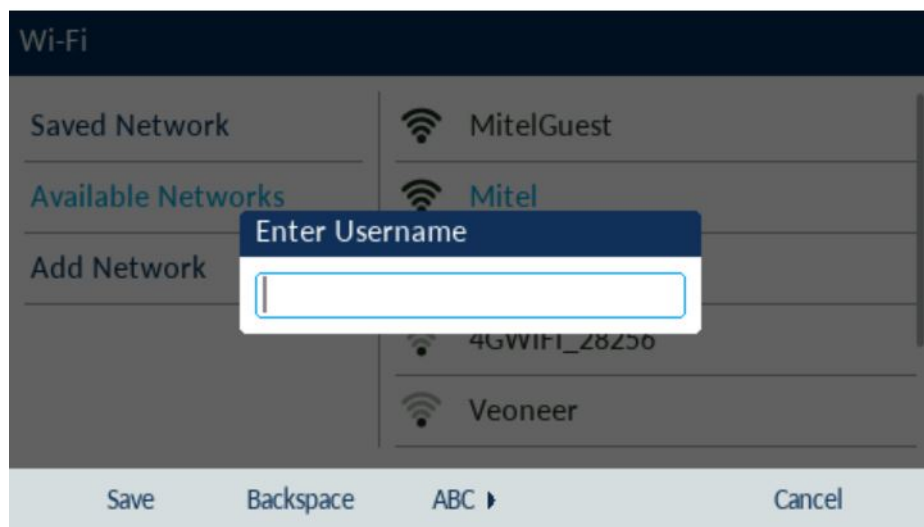 Wi-Fi
Saved Network
Available Networks
Add Network
MitelGuest
Mitel
4GWIFI_28256
Veoneer
Enter Username
Save Backspace ABC Cancel